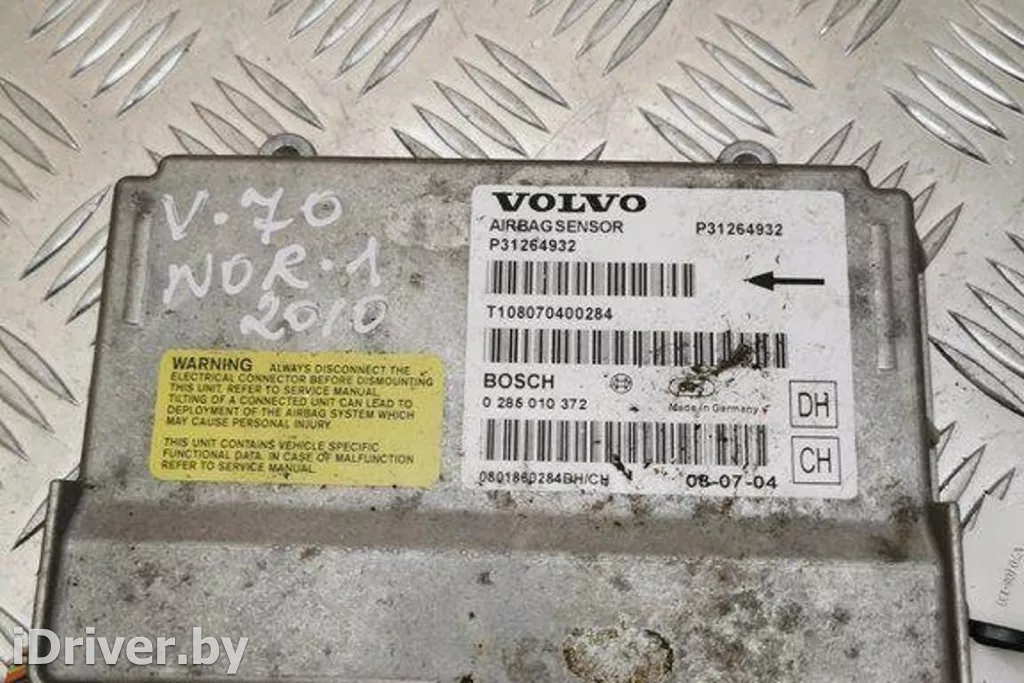 V·70
NOR·1
2010
VOLVO
AIRBAG SENSOR P31264932
P31264932
T108070400284
BOSCH
0 285 010 372
Made in Germany
DH
CH
0801860284DH/CH
08-07-04
WARNING ALWAYS DISCONNECT THE
ELECTRICAL CONNECTOR BEFORE DISMOUNTING
THIS UNIT. REFER TO SERVICE MANUAL.
TILTING OF A CONNECTED UNIT CAN LEAD TO
DEPLOYMENT OF THE AIRBAG SYSTEM WHICH
MAY CAUSE PERSONAL INJURY.
THIS UNIT CONTAINS VEHICLE SPECIFIC
FUNCTIONAL DATA. IN CASE OF MALFUNCTION
REFER TO SERVICE MANUAL.
iDriver.by